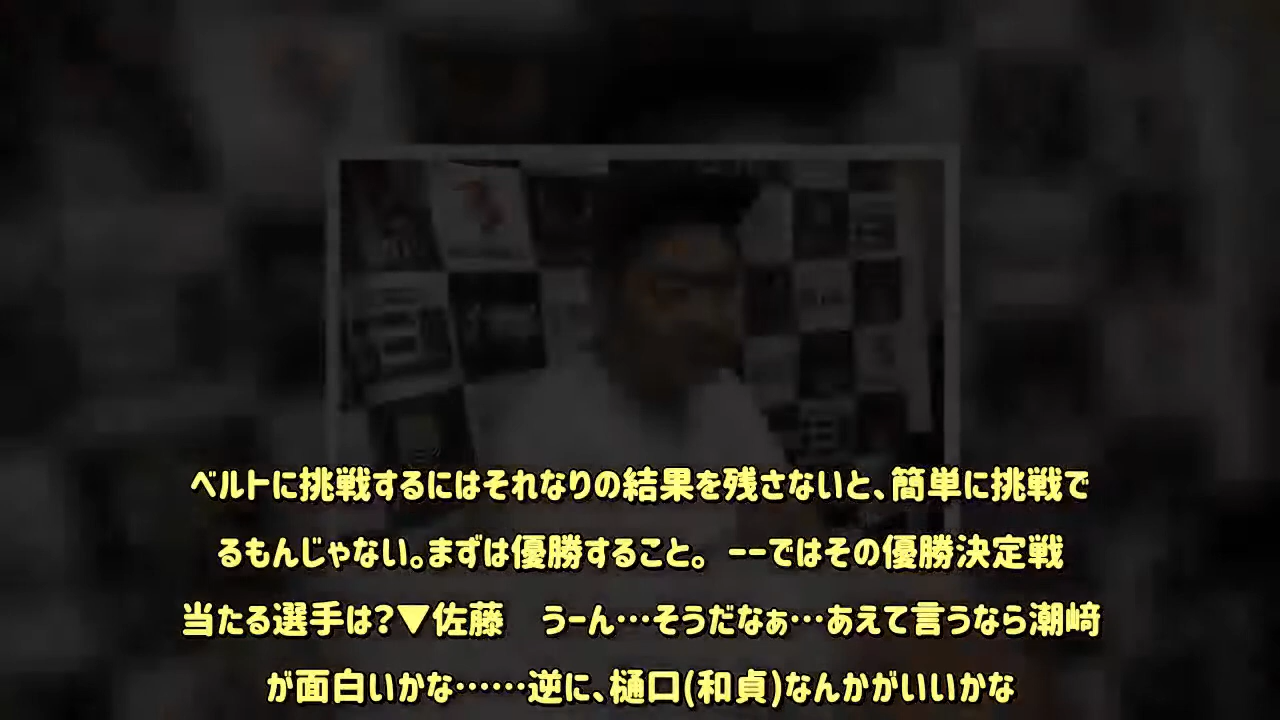 ベルトに挑戦するにはそれなりの結果を残さないと、簡単に挑戦で
るもんじゃない。まずは優勝すること。 ーーではその優勝決定戦
当たる選手は?▼佐藤　うーん…そうだなぁ…あえて言うなら潮﨑
が面白いかな……逆に、樋口(和貞)なんかがいいかな